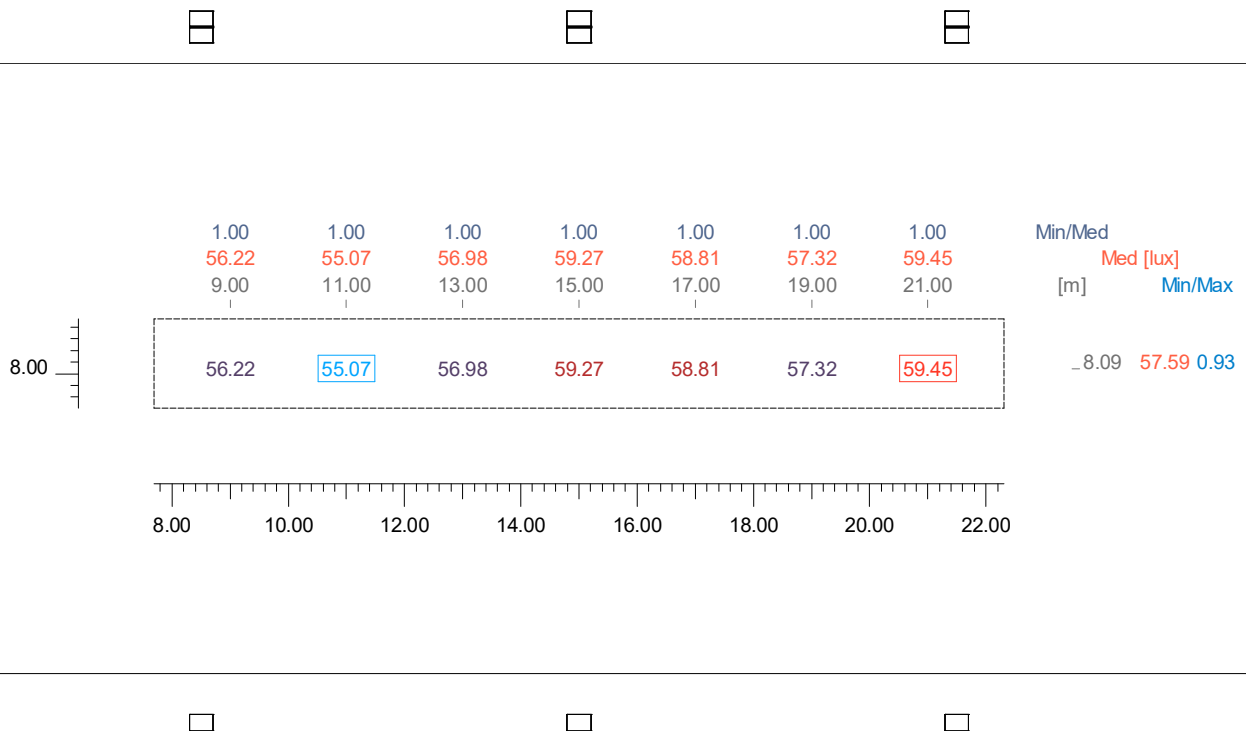 1.00 1.00 1.00 1.00 1.00 1.00 1.00 Min/Med
56.22 55.07 56.98 59.27 58.81 57.32 59.45 Med [lux]
9.00 11.00 13.00 15.00 17.00 19.00 21.00 [m] Min/Max
8.00 56.22 55.07 56.98 59.27 58.81 57.32 59.45 8.09 57.59 0.93
8.00 10.00 12.00 14.00 16.00 18.00 20.00 22.00